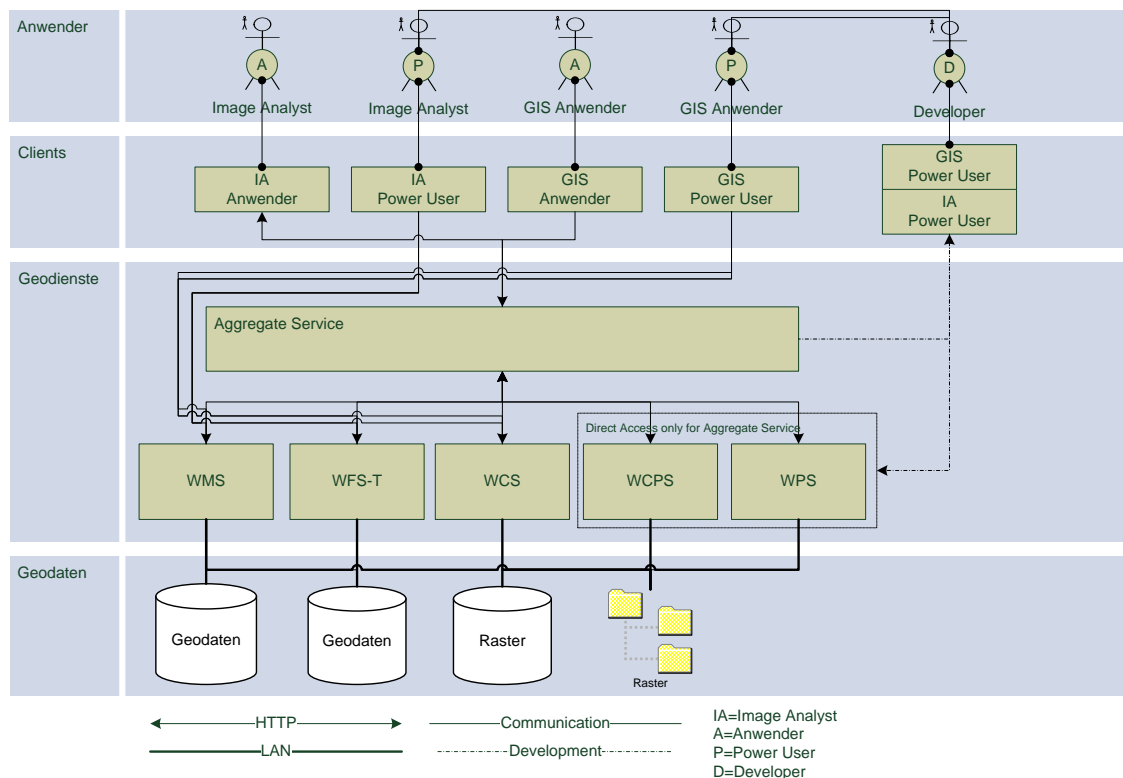 Anwender
A
P
A
P
D
Image Analyst
Image Analyst
GIS Anwender
GIS Anwender
Developer
Clients
IA
Anwender
IA
Power User
GIS
Anwender
GIS
Power User
GIS
Power User
IA
Power User
Geodienste
Aggregate Service
Direct Access only for Aggregate Service
WMS
WFS-T
WCS
WCPS
WPS
Geodaten
Geodaten
Geodaten
Raster
Raster
HTTP
Communication
LAN
Development
IA=Image Analyst
A=Anwender
P=Power User
D=Developer